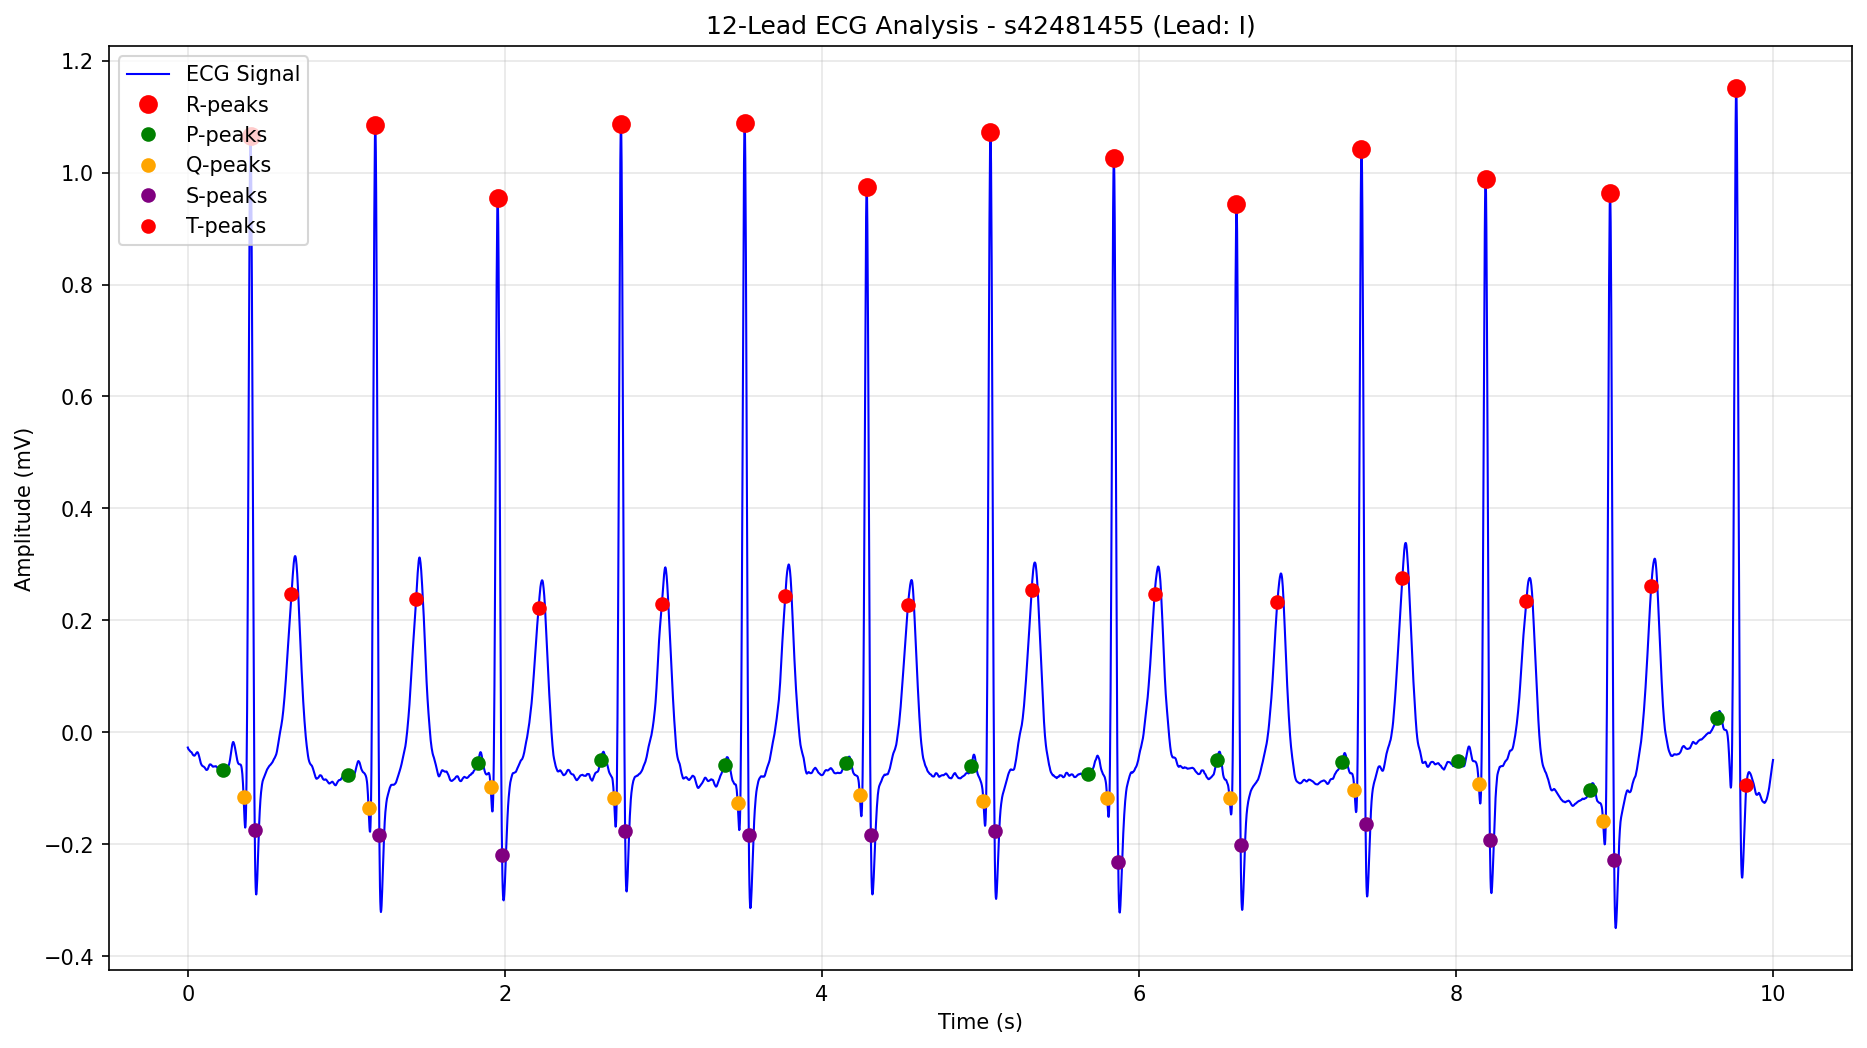 12-Lead ECG Analysis - s42481455 (Lead: I)
ECG Signal
R-peaks
P-peaks
Q-peaks
S-peaks
T-peaks
Amplitude (mV)
1.2
1.0
0.8
0.6
0.4
0.2
0.0
−0.2
−0.4
0 2 4 6 8 10
Time (s)